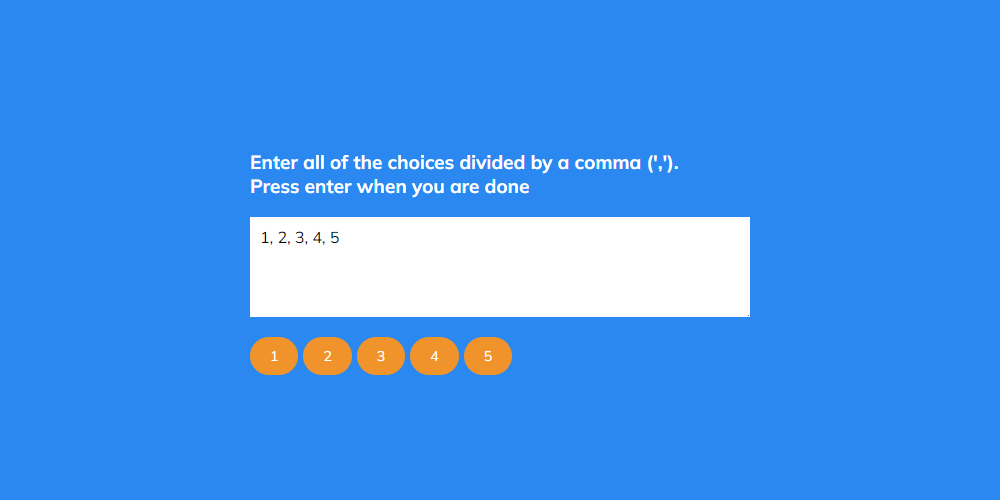 Enter all of the choices divided by a comma (',').
Press enter when you are done
1, 2, 3, 4, 5
1 2 3 4 5